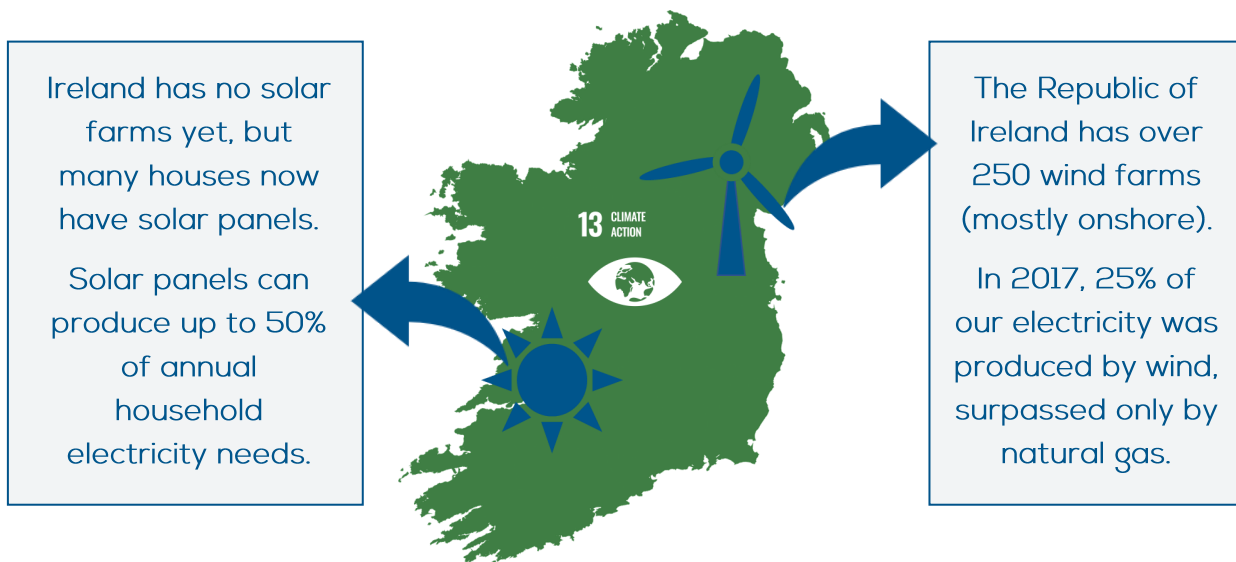 Ireland has no solar
farms yet, but
many houses now
have solar panels.
Solar panels can
produce up to 50%
of annual
household
electricity needs.
13 CLIMATE
ACTION
The Republic of
Ireland has over
250 wind farms
(mostly onshore).
In 2017, 25% of
our electricity was
produced by wind,
surpassed only by
natural gas.